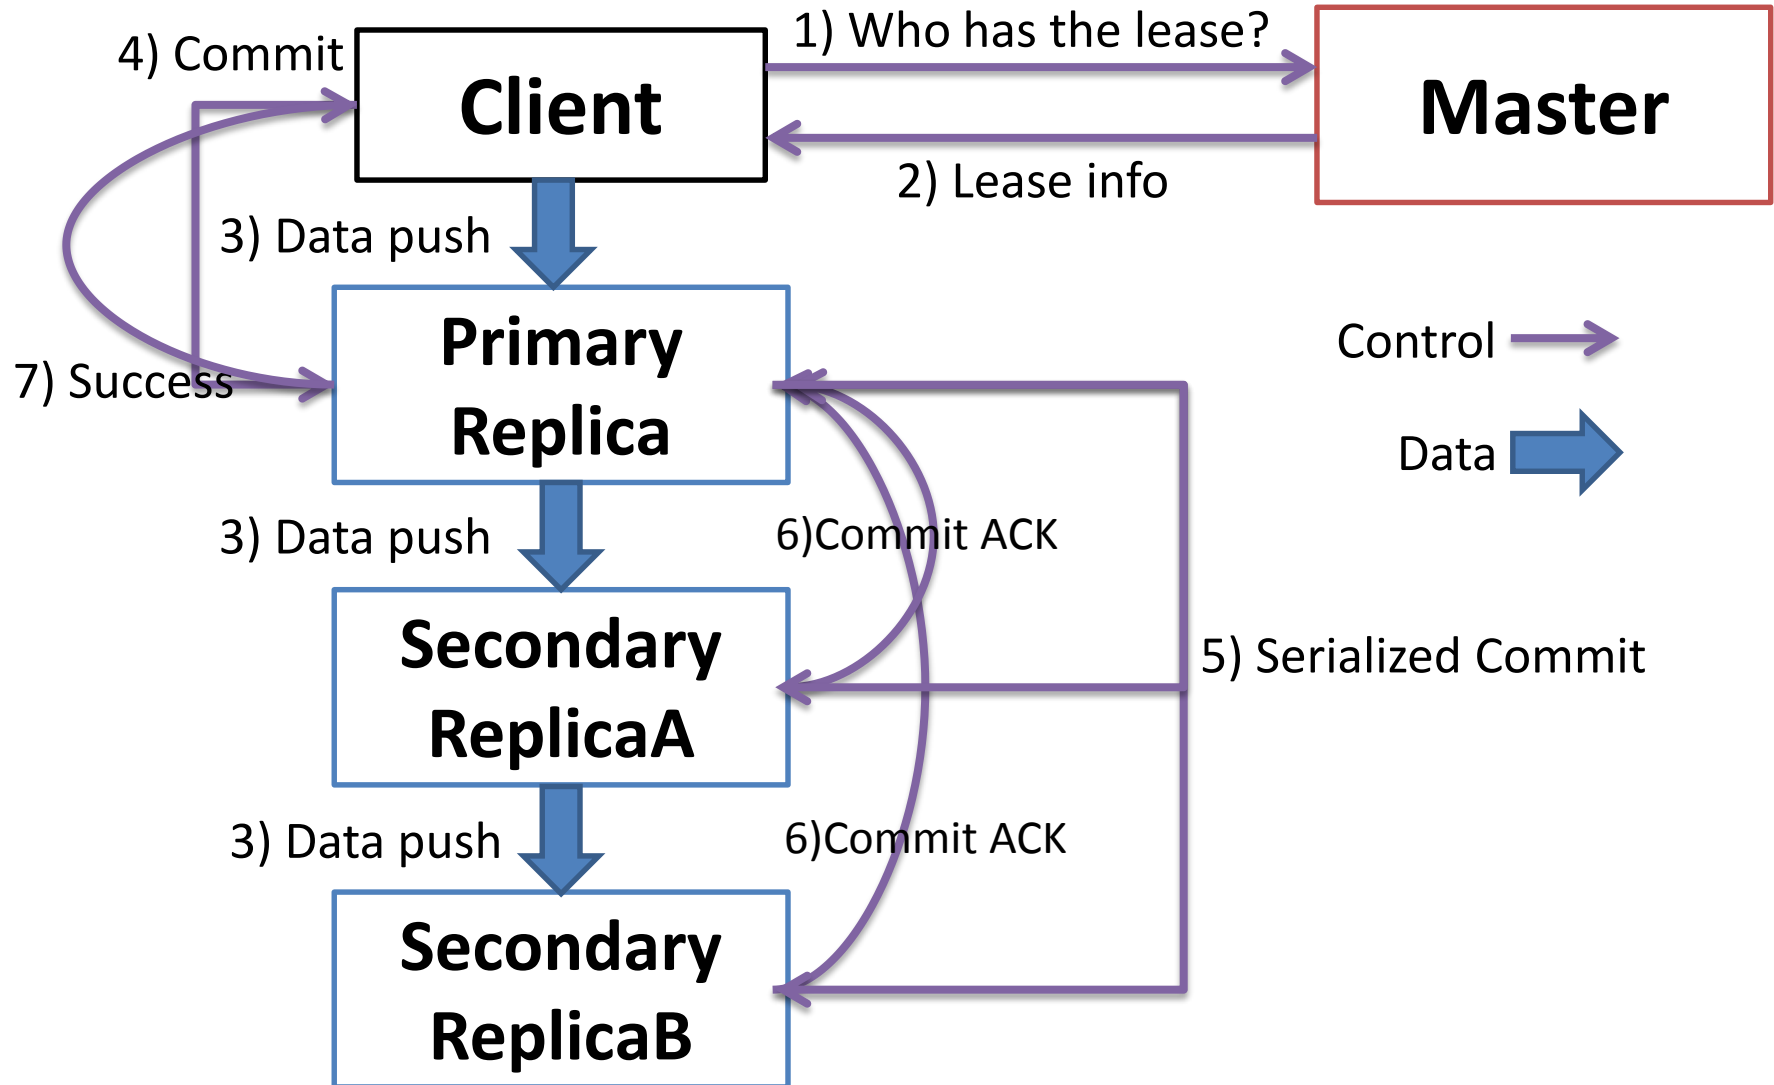 4) Commit
Client
1) Who has the lease?
Master
2) Lease info
3) Data push
Primary
Replica
7) Success
Control
Data
3) Data push
6)Commit ACK
Secondary
ReplicaA
5) Serialized Commit
3) Data push
6)Commit ACK
Secondary
ReplicaB